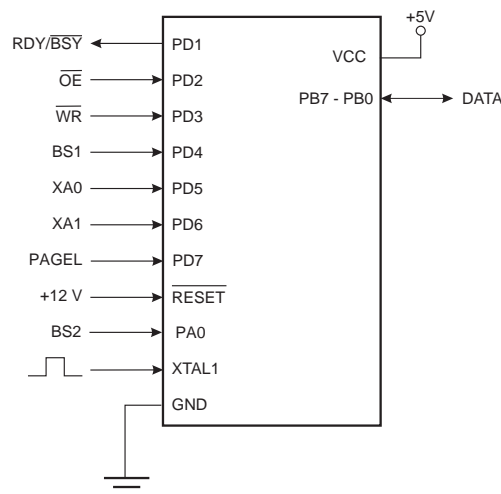 +5V
RDY/BSY PD1
VCC
OE PD2
PB7 - PB0 DATA
WR PD3
BS1 PD4
XA0 PD5
XA1 PD6
PAGEL PD7
+12 V RESET
BS2 PA0
XTAL1
GND